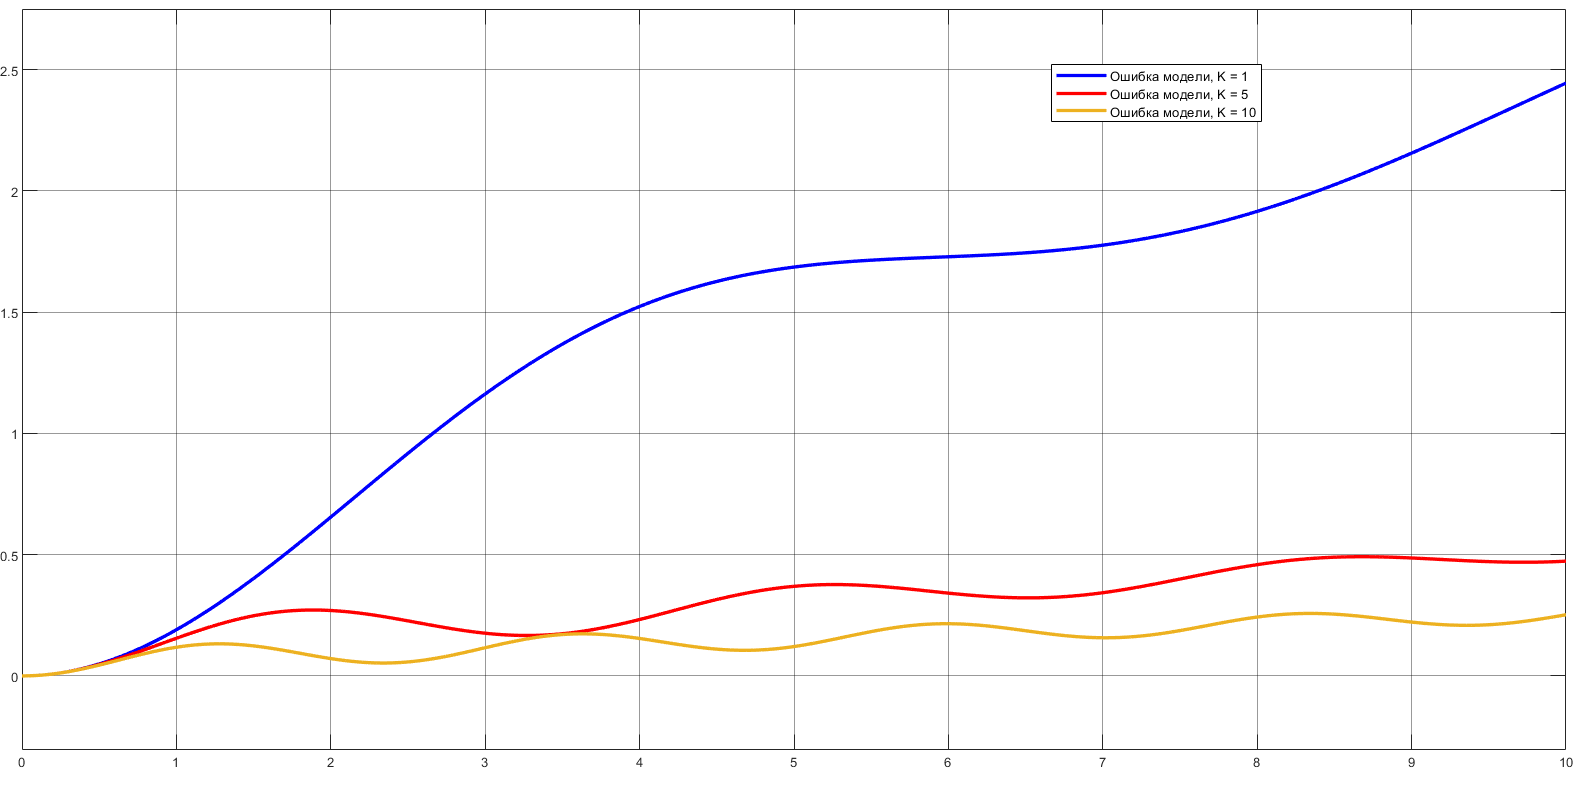 2.5
Ошибка модели, K = 1
Ошибка модели, K = 5
Ошибка модели, K = 10
2
1.5
1
0.5
0
0 1 2 3 4 5 6 7 8 9 10